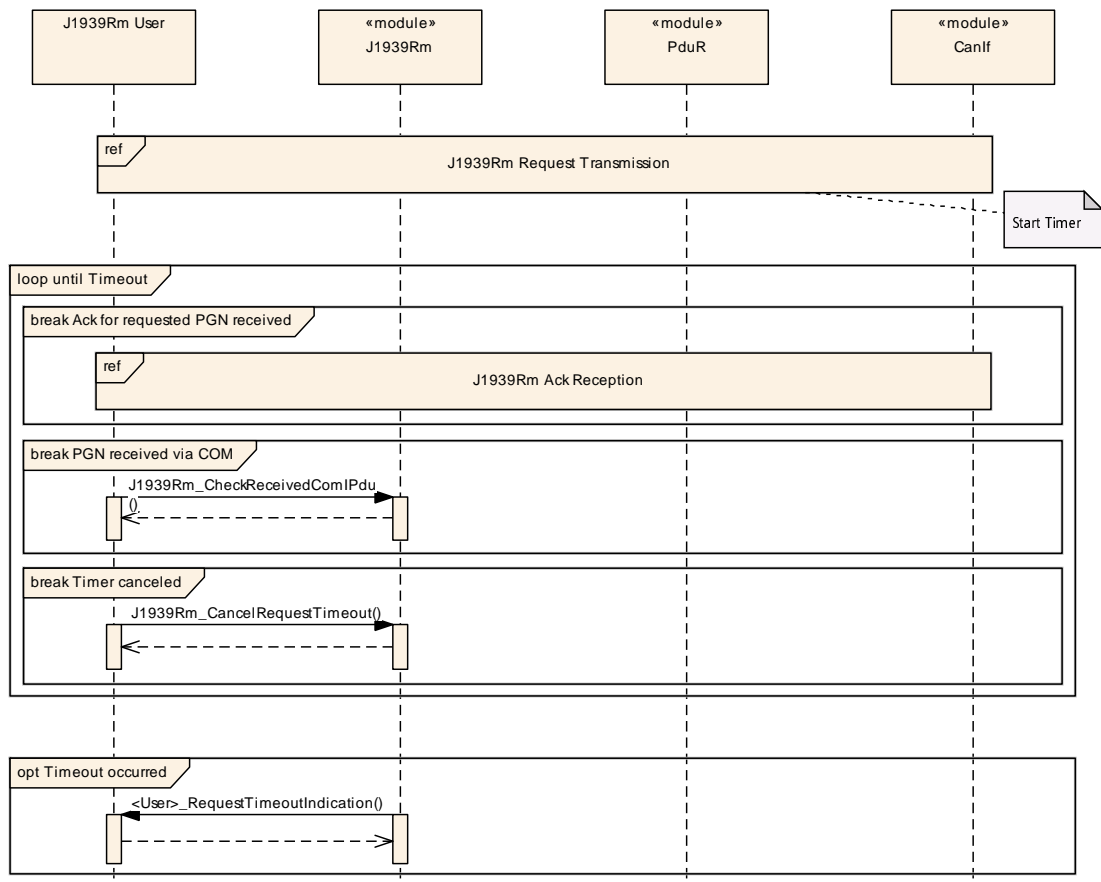 J1939Rm User
«module»
J1939Rm
«module»
PduR
«module»
CanIf
ref
J1939Rm Request Transmission
Start Timer
loop until Timeout
break Ack for requested PGN received
ref
J1939Rm Ack Reception
break PGN received via COM
J1939Rm_CheckReceivedComIPdu
()
break Timer canceled
J1939Rm_CancelRequestTimeout()
opt Timeout occurred
<User>_RequestTimeoutIndication()